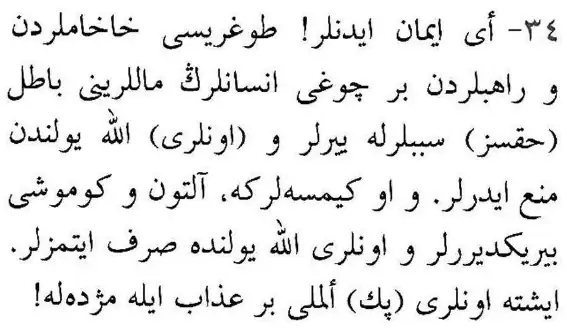 ٣٤- أى ايمان ايدنلر! طوغريسى خاخاملردن
و راهبلردن بر چوغى انسانلرڭ ماللرينى باطل
(حقسز) سببلرله ييرلر و (اونلرى) الله يولندن
منع ايدرلر. و او كيمسه‌لركه، آلتون و كوموشى
بيريكديررلر و اونلرى الله يولنده صرف ايتمزلر.
ايشته اونلرى (پك) ألملى بر عذاب ايله مژده‌له!